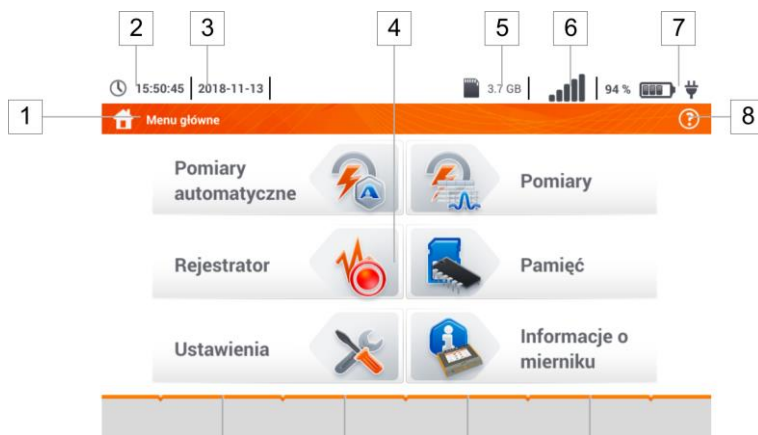 2 3 4 5 6 7
15:50:45 2018-11-13 3.7 GB 94 %
1 Menu główne ? 8
Pomiary
automatyczne
Pomiary
Rejestrator
Pamięć
Ustawienia
Informacje o
mierniku